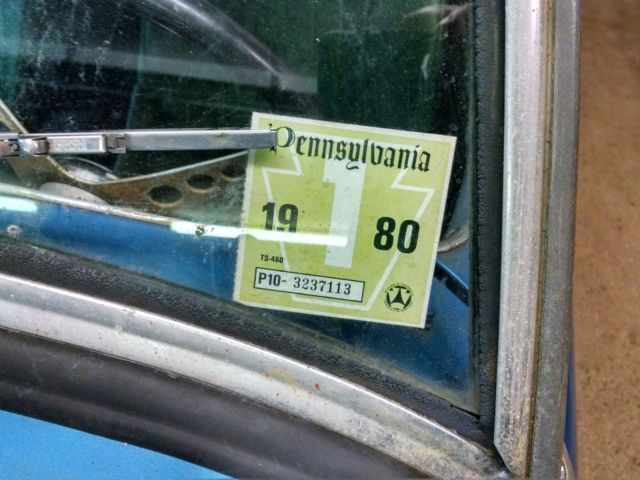 Pennsylvania
1
19 80
TS-460
P10- 3237113